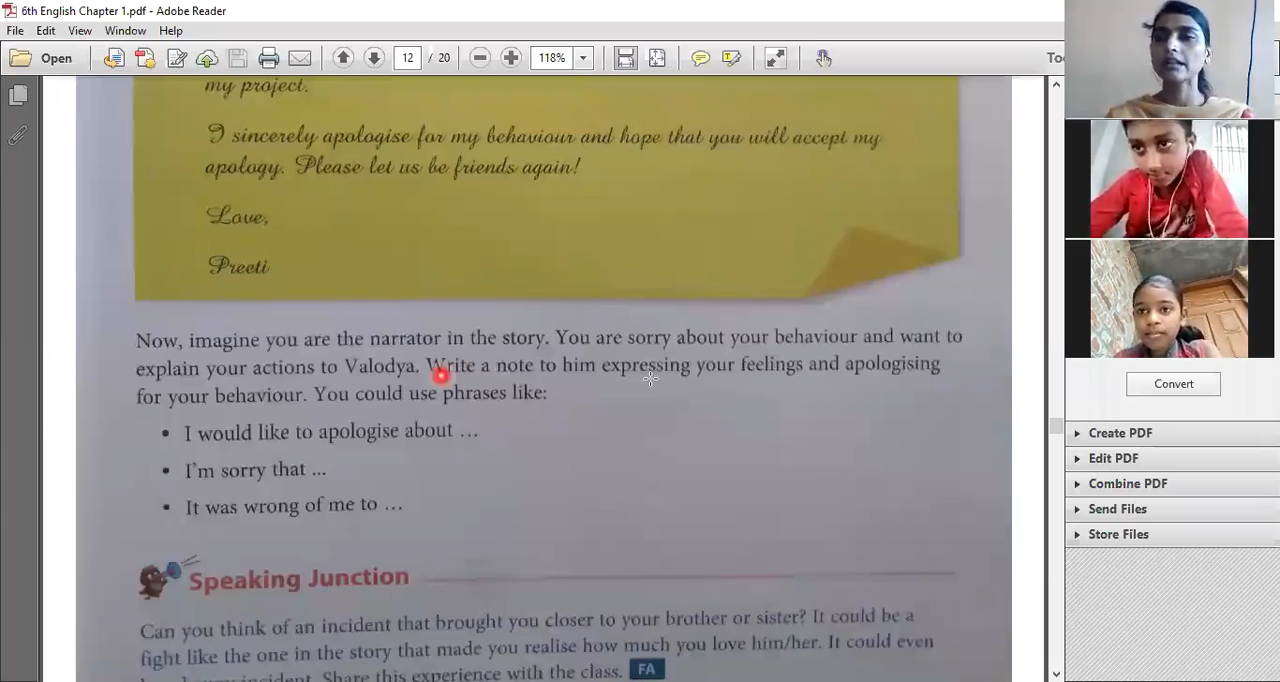 6th English Chapter 1.pdf - Adobe Reader
File Edit View Window Help
Open 12 / 20 118% To
my project.
I sincerely apologise for my behaviour and hope that you will accept my
apology. Please let us be friends again!
Love,
Preeti
Now, imagine you are the narrator in the story. You are sorry about your behaviour and want to
explain your actions to Valodya. Write a note to him expressing your feelings and apologising
for your behaviour. You could use phrases like:
• I would like to apologise about ...
• I'm sorry that ...
• It was wrong of me to ...
Speaking Junction
Can you think of an incident that brought you closer to your brother or sister? It could be a
fight like the one in the story that made you realise how much you love him/her. It could even
Share this experience with the class. FA
Convert
Create PDF
Edit PDF
Combine PDF
Send Files
Store Files